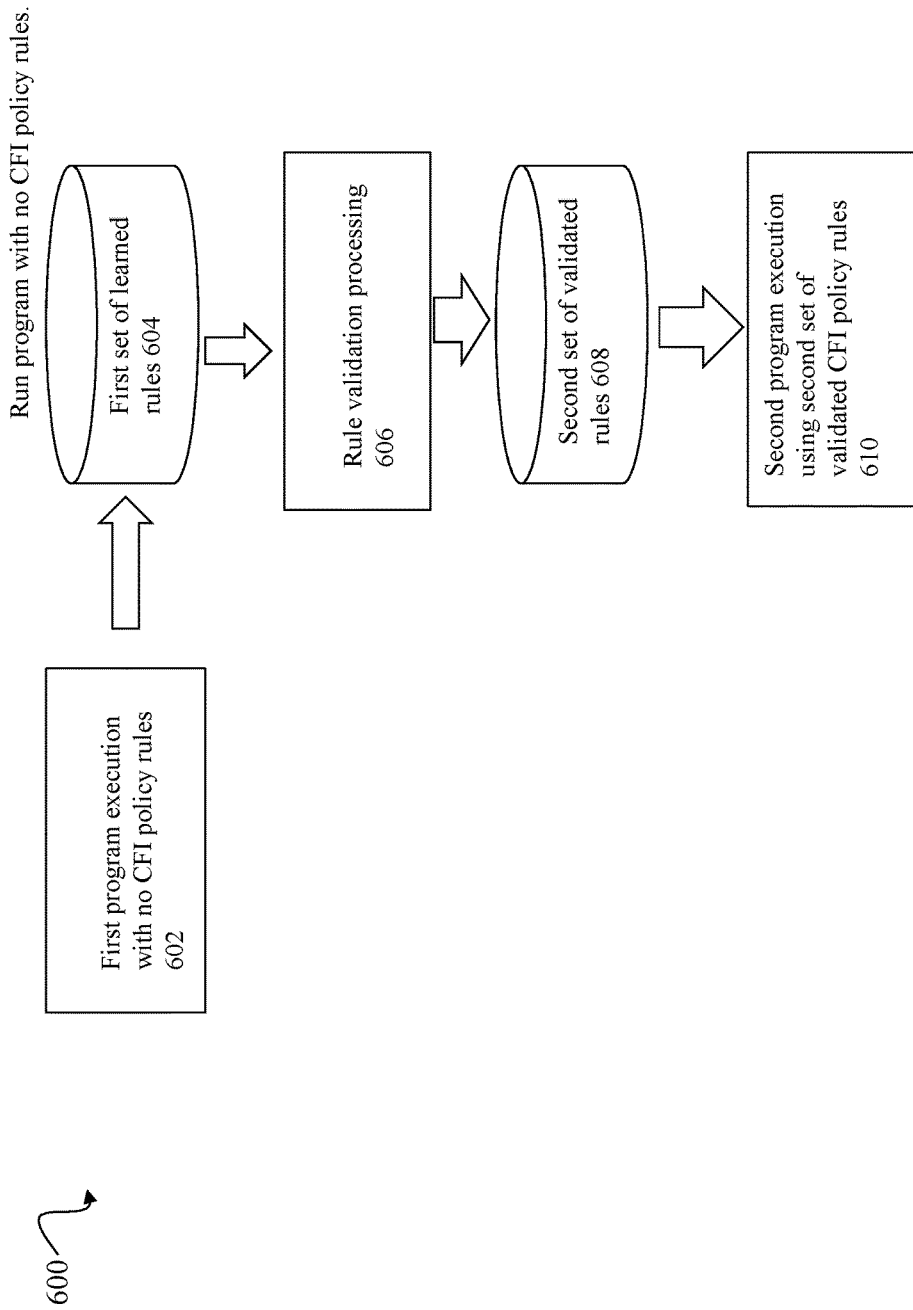 Run program with no CFI policy rules.
600
First program execution
with no CFI policy rules
602
First set of learned
rules 604
Rule validation processing
606
Second set of validated
rules 608
Second program execution
using second set of
validated CFI policy rules
610